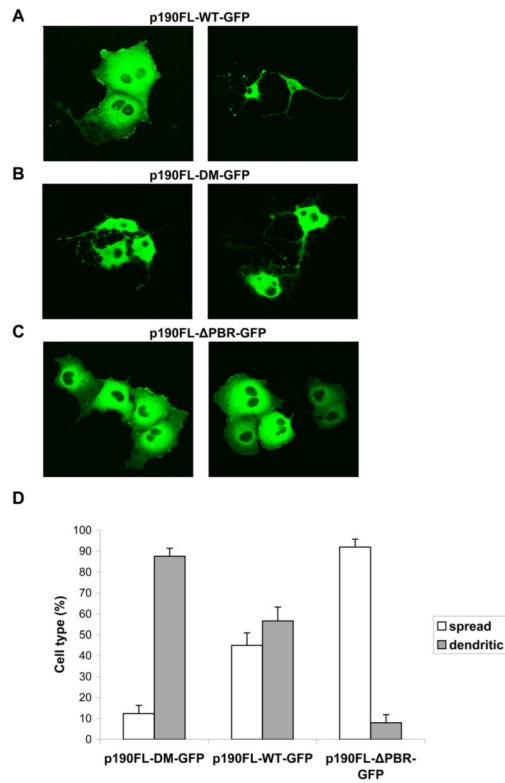 A
p190FL-WT-GFP
B
p190FL-DM-GFP
C
p190FL-ΔPBR-GFP
D
100
90
80
70
60
50
40
30
20
10
0
Cell type (%)
spread
dendritic
p190FL-DM-GFP p190FL-WT-GFP p190FL-ΔPBR-
GFP